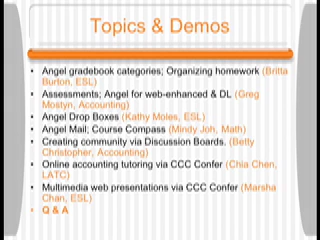 Topics & Demos
• Angel gradebook categories; Organizing homework (Britta
Burton, ESL)
• Assessments; Angel for web-enhanced & DL (Greg
Mostyn, Accounting)
• Angel Drop Boxes (Kathy Moles, ESL)
• Angel Mail; Course Compass (Mindy Joh, Math)
• Creating community via Discussion Boards, (Betty
Christopher, Accounting)
• Online accounting tutoring via CCC Confer (Chia Chen,
LATC)
• Multimedia web presentations via CCC Confer (Marsha
Chan, ESL)
• Q & A